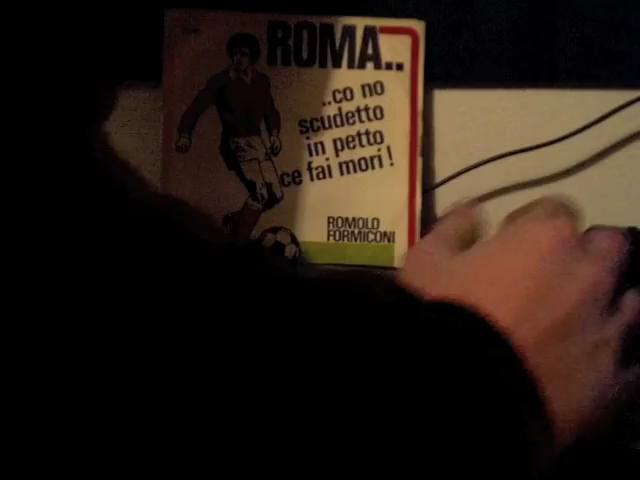 ROMA..
..co no
scudetto
in petto
ce fai mori!
ROMOLO
FORMICONI